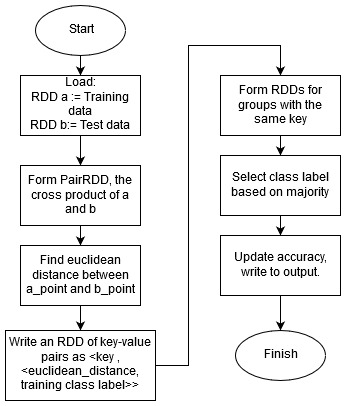 Start
Load:
RDD a := Training
data
RDD b:= Test data
Form PairRDD, the
cross product of a
and b
Find euclidean
distance between
a_point and b_point
Write an RDD of key-value
pairs as <key ,
<euclidean_distance,
training class label>>
Form RDDs for
groups with the
same key
Select class label
based on majority
Update accuracy,
write to output.
Finish